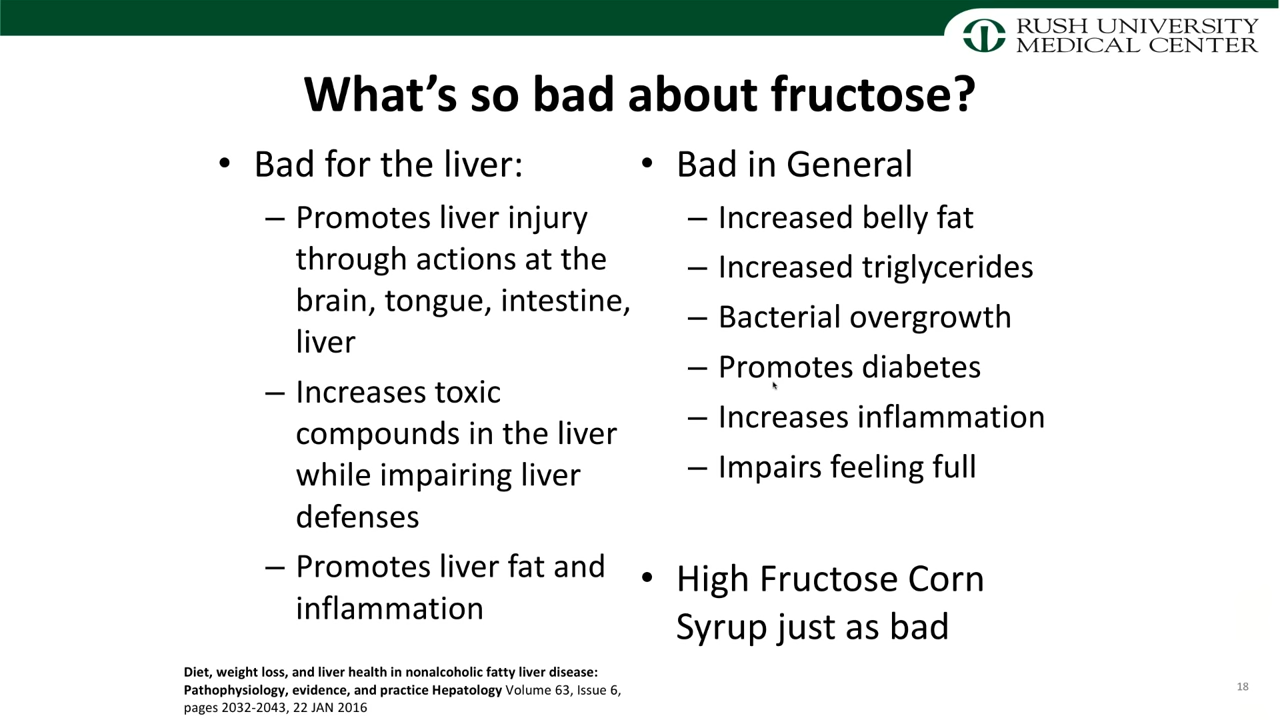 RUSH UNIVERSITY
MEDICAL CENTER
What's so bad about fructose?
• Bad for the liver:
– Promotes liver injury
through actions at the
brain, tongue, intestine,
liver
– Increases toxic
compounds in the liver
while impairing liver
defenses
– Promotes liver fat and
inflammation
• Bad in General
– Increased belly fat
– Increased triglycerides
– Bacterial overgrowth
– Promotes diabetes
– Increases inflammation
– Impairs feeling full
• High Fructose Corn
Syrup just as bad
Diet, weight loss, and liver health in nonalcoholic fatty liver disease:
Pathophysiology, evidence, and practice Hepatology Volume 63, Issue 6,
pages 2032-2043, 22 JAN 2016
18